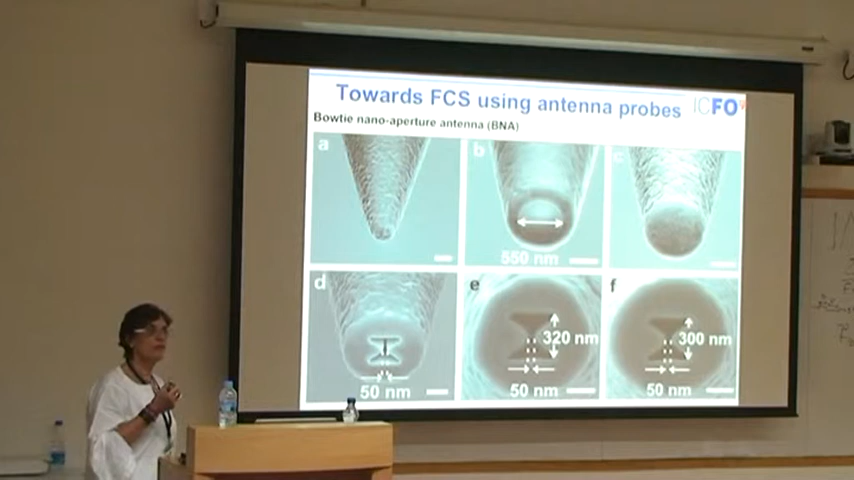 Towards FCS using antenna probes
ICFO
Bowtie nano-aperture antenna (BNA)
a
b
c
550 nm
d
e
f
320 nm
300 nm
50 nm
50 nm
50 nm